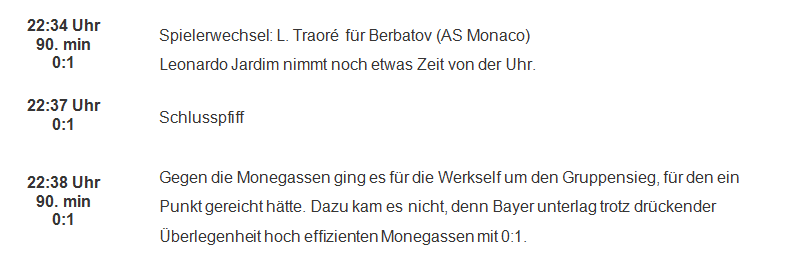 22:34 Uhr
90. min
0:1
Spielerwechsel: L. Traoré für Berbatov (AS Monaco)
Leonardo Jardim nimmt noch etwas Zeit von der Uhr.
22:37 Uhr
0:1
Schlusspfiff
22:38 Uhr
90. min
0:1
Gegen die Monegassen ging es für die Werkself um den Gruppensieg, für den ein
Punkt gereicht hätte. Dazu kam es nicht, denn Bayer unterlag trotz drückender
Überlegenheit hoch effizienten Monegassen mit 0:1.